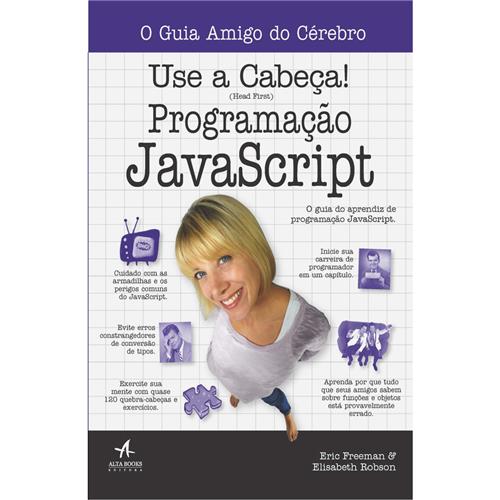 O Guia Amigo do Cérebro
Use a Cabeça!
(Head First)
Programação
JavaScript
O guia do aprendiz de
programação JavaScript.
Cuidado com as
armadilhas e os
perigos comuns
do JavaScript.
Inicie sua
carreira de
programador
em um capítulo.
Evite erros
constrangedores
de conversão
de tipos.
Exercite sua
mente com quase
120 quebra-cabeças e
exercícios.
Aprenda por que tudo
que seus amigos sabem
sobre funções e objetos
está provavelmente
errado.
ALTA BOOKS
EDITORA
Eric Freeman &
Elisabeth Robson